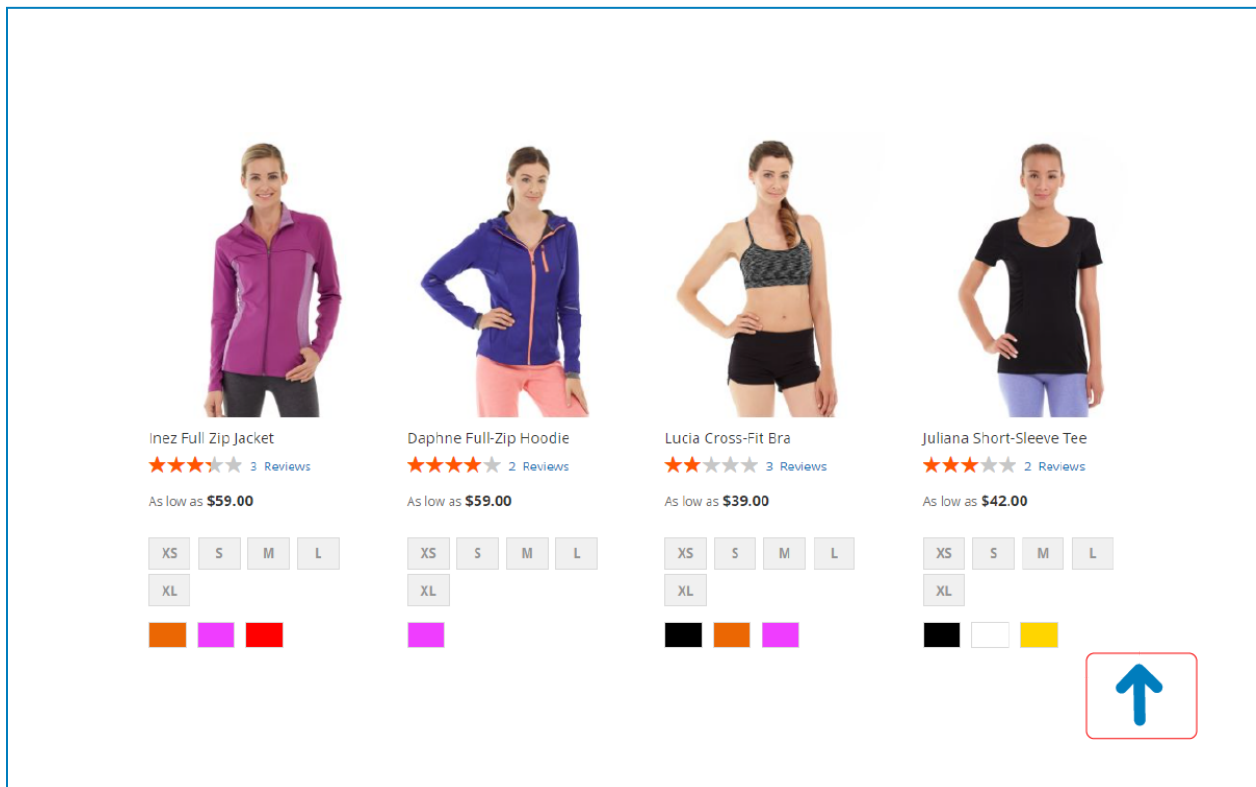 Inez Full Zip Jacket
3 Reviews
As low as $59.00
XS S M L
XL
Daphne Full-Zip Hoodie
2 Reviews
As low as $59.00
XS S M L
XL
Lucia Cross-Fit Bra
3 Reviews
As low as $39.00
XS S M L
XL
Juliana Short-Sleeve Tee
2 Reviews
As low as $42.00
XS S M L
XL